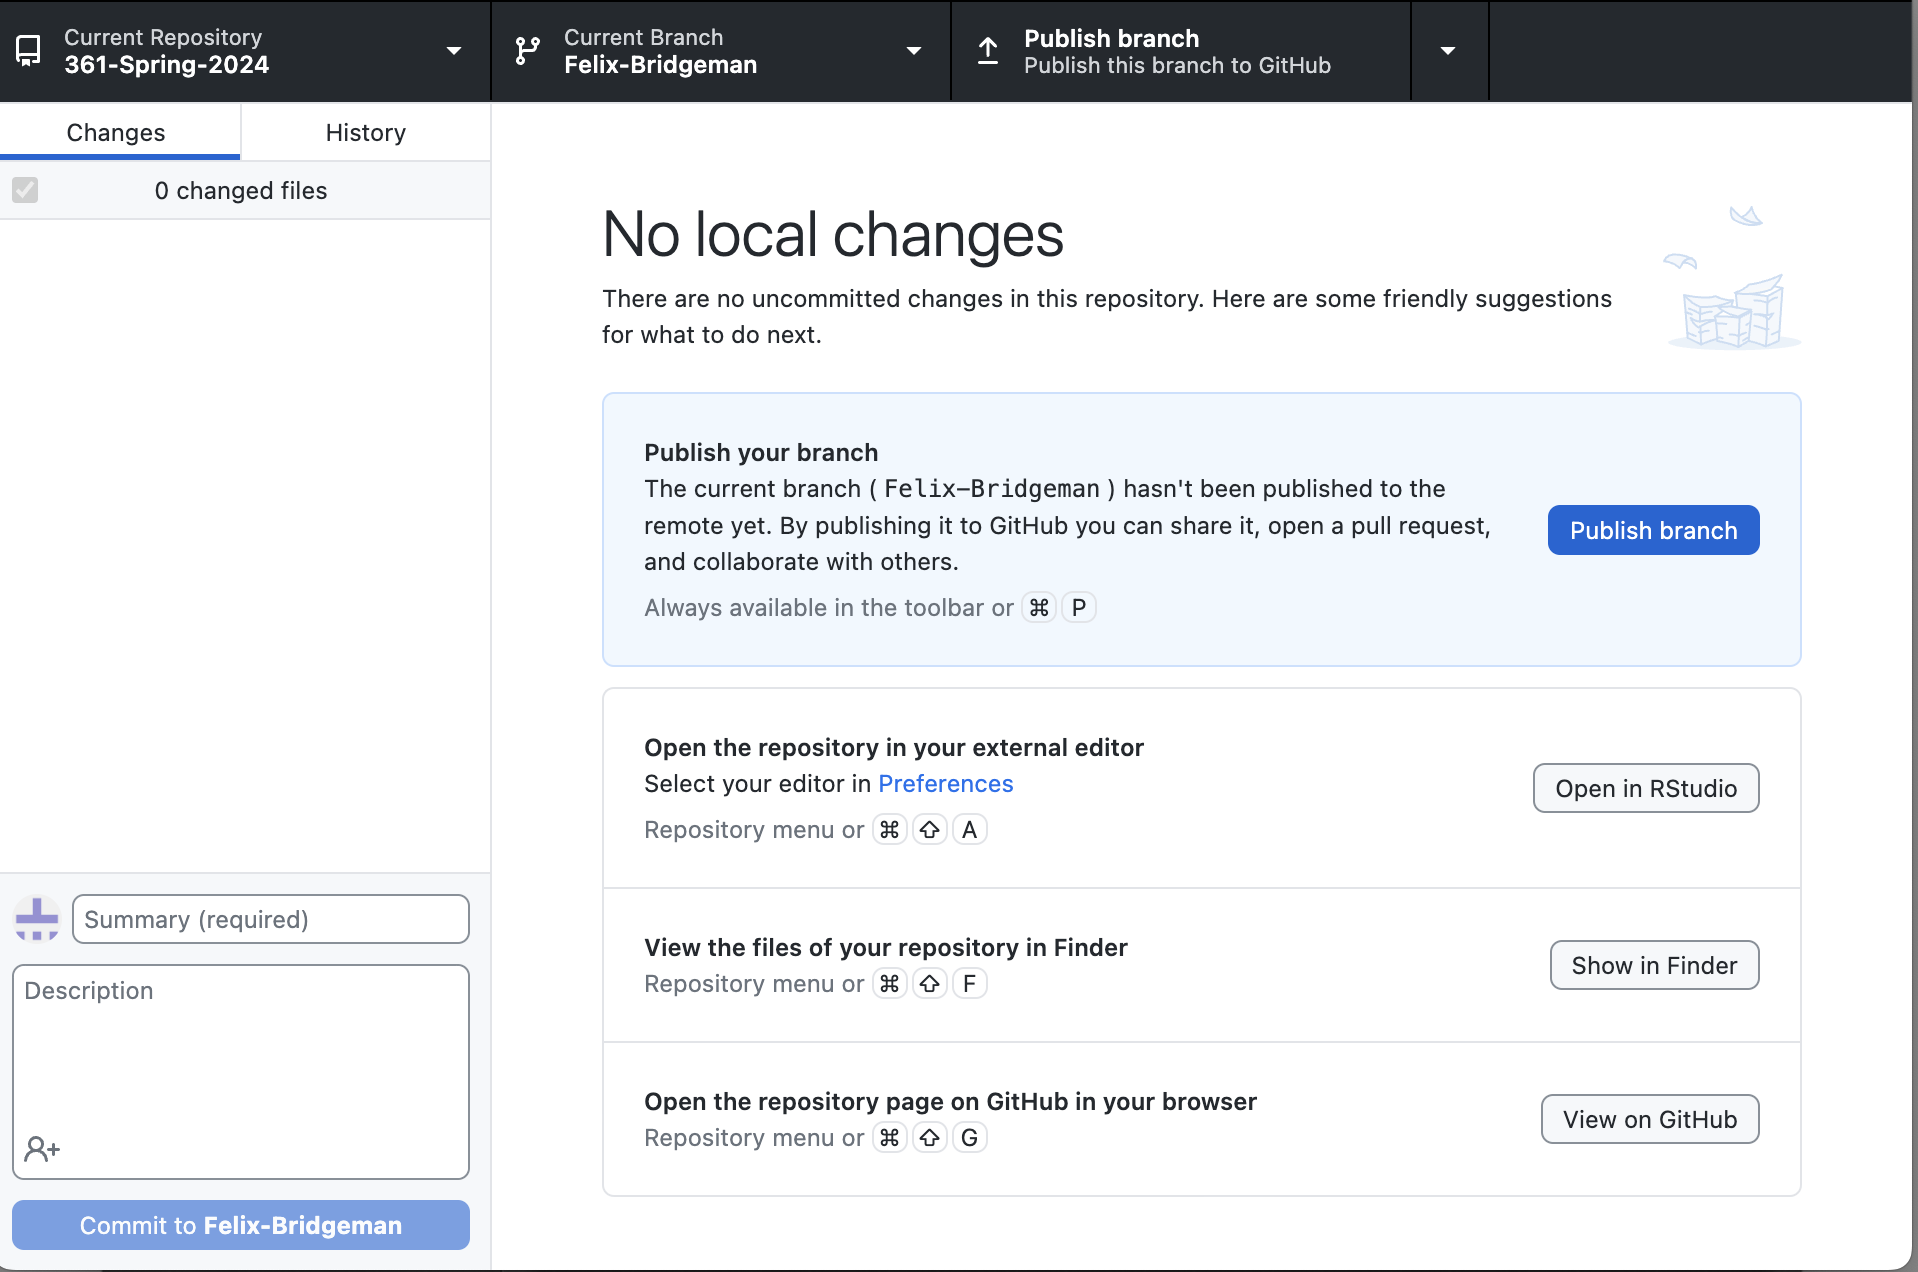 Current Repository
361-Spring-2024
Current Branch
Felix-Bridgeman
Publish branch
Publish this branch to GitHub
Changes
History
0 changed files
No local changes
There are no uncommitted changes in this repository. Here are some friendly suggestions
for what to do next.
Publish your branch
The current branch ( Felix-Bridgeman ) hasn't been published to the
remote yet. By publishing it to GitHub you can share it, open a pull request,
and collaborate with others.
Always available in the toolbar or ⌘ P
Publish branch
Open the repository in your external editor
Select your editor in Preferences
Repository menu or ⌘ ⇧ A
Open in RStudio
View the files of your repository in Finder
Repository menu or ⌘ ⇧ F
Show in Finder
Open the repository page on GitHub in your browser
Repository menu or ⌘ ⇧ G
View on GitHub
Summary (required)
Description
Commit to Felix-Bridgeman